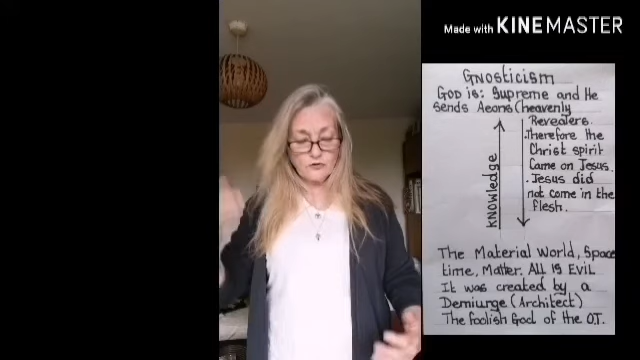 Made with KINEMASTER
GNOSTICISM
GOD is: Supreme and He
sends Aeons (heavenly
Revealers.
.Therefore the
Christ spirit
Came on Jesus.
. Jesus did
not come in the
flesh.
KNOWLEDGE
The Material World, Space
time, Matter. ALL IS EVIL
It was created by a
Demiurge (Architect)
The foolish God of the O.T.